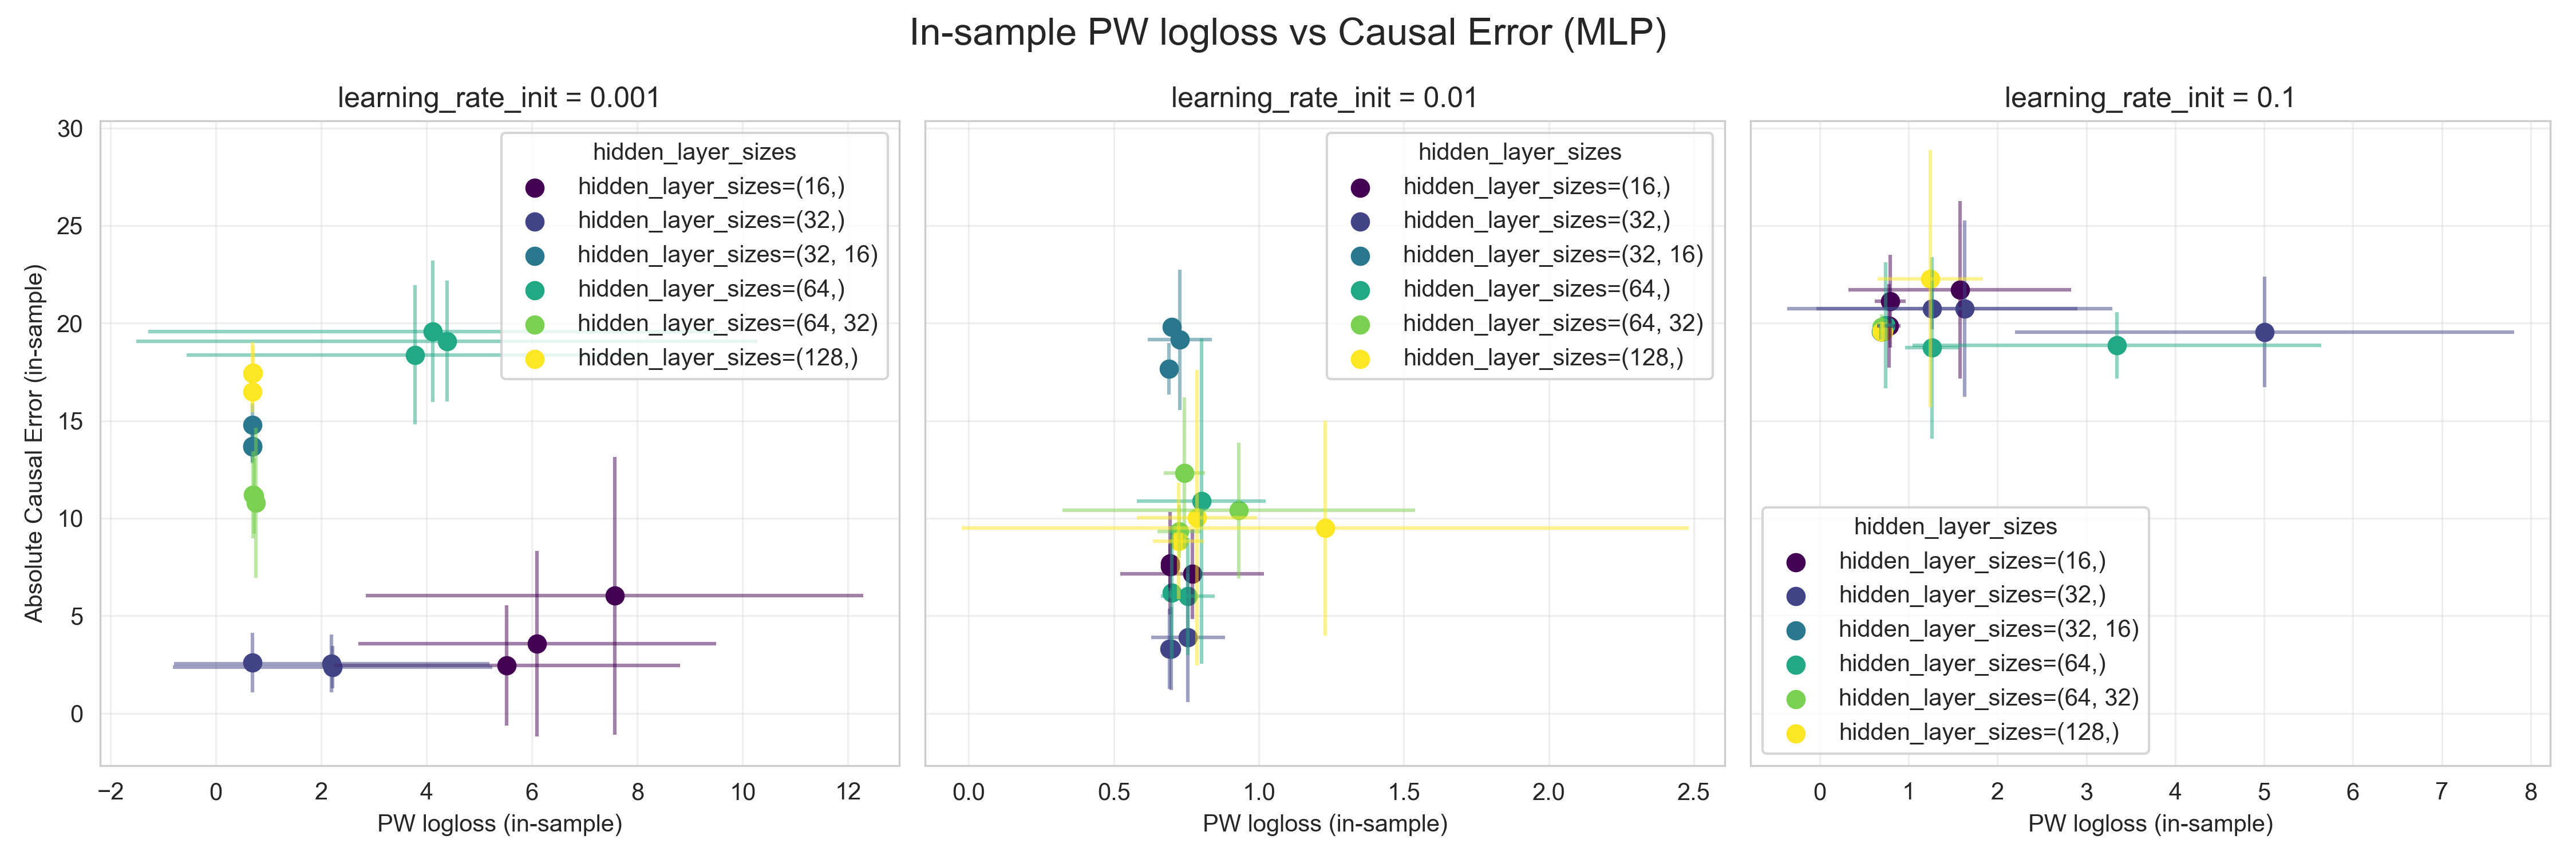 In-sample PW logloss vs Causal Error (MLP)
learning_rate_init = 0.001
Absolute Causal Error (in-sample)
30
25
20
15
10
5
0
hidden_layer_sizes
hidden_layer_sizes=(16,)
hidden_layer_sizes=(32,)
hidden_layer_sizes=(32, 16)
hidden_layer_sizes=(64,)
hidden_layer_sizes=(64, 32)
hidden_layer_sizes=(128,)
−2 0 2 4 6 8 10 12
PW logloss (in-sample)
learning_rate_init = 0.01
hidden_layer_sizes
hidden_layer_sizes=(16,)
hidden_layer_sizes=(32,)
hidden_layer_sizes=(32, 16)
hidden_layer_sizes=(64,)
hidden_layer_sizes=(64, 32)
hidden_layer_sizes=(128,)
0.0 0.5 1.0 1.5 2.0 2.5
PW logloss (in-sample)
learning_rate_init = 0.1
hidden_layer_sizes
hidden_layer_sizes=(16,)
hidden_layer_sizes=(32,)
hidden_layer_sizes=(32, 16)
hidden_layer_sizes=(64,)
hidden_layer_sizes=(64, 32)
hidden_layer_sizes=(128,)
0 1 2 3 4 5 6 7 8
PW logloss (in-sample)